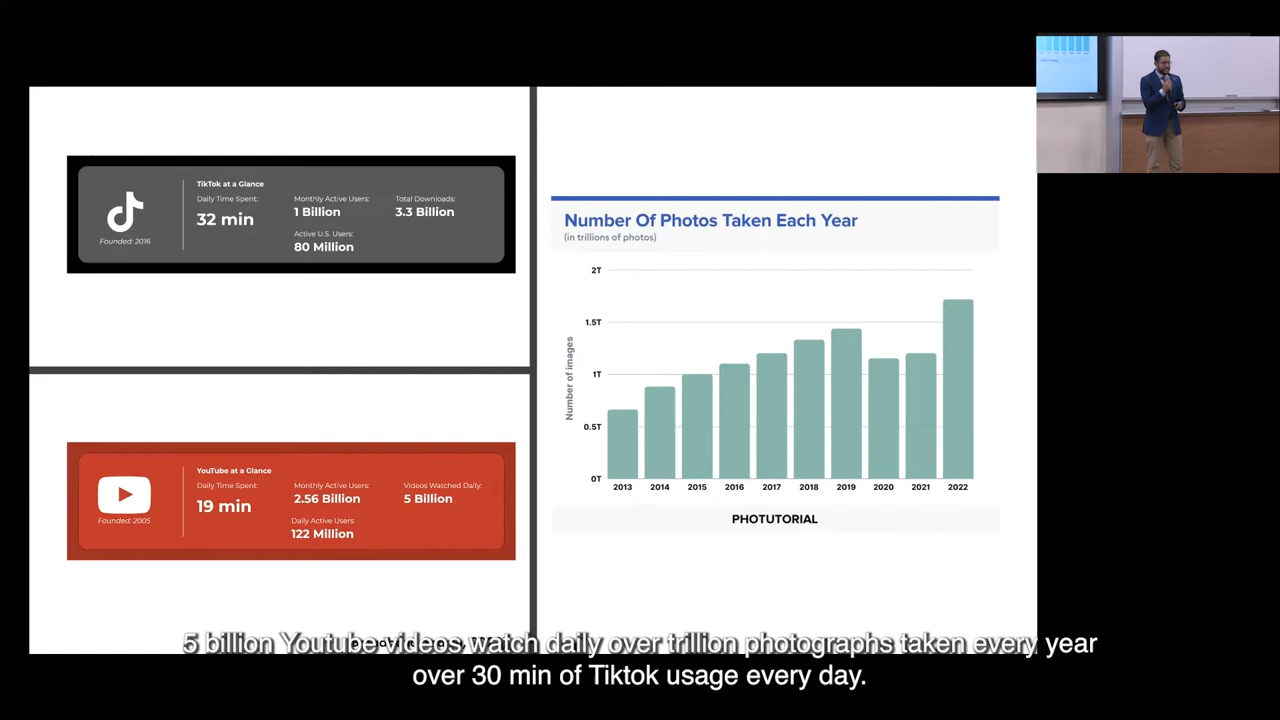 TikTok at a Glance
Daily Time Spent:
32 min
Monthly Active Users:
1 Billion
Total Downloads:
3.3 Billion
Active U.S. Users:
80 Million
Founded: 2016
YouTube at a Glance
Daily Time Spent:
19 min
Monthly Active Users:
2.56 Billion
Videos Watched Daily:
5 Billion
Daily Active Users:
122 Million
Founded: 2005
Number Of Photos Taken Each Year
(in trillions of photos)
Number of images
2T
1.5T
1T
0.5T
0T
2013 2014 2015 2016 2017 2018 2019 2020 2021 2022
PHOTUTORIAL
5 billion Youtube videos watch daily over trillion photographs taken every year
over 30 min of Tiktok usage every day.